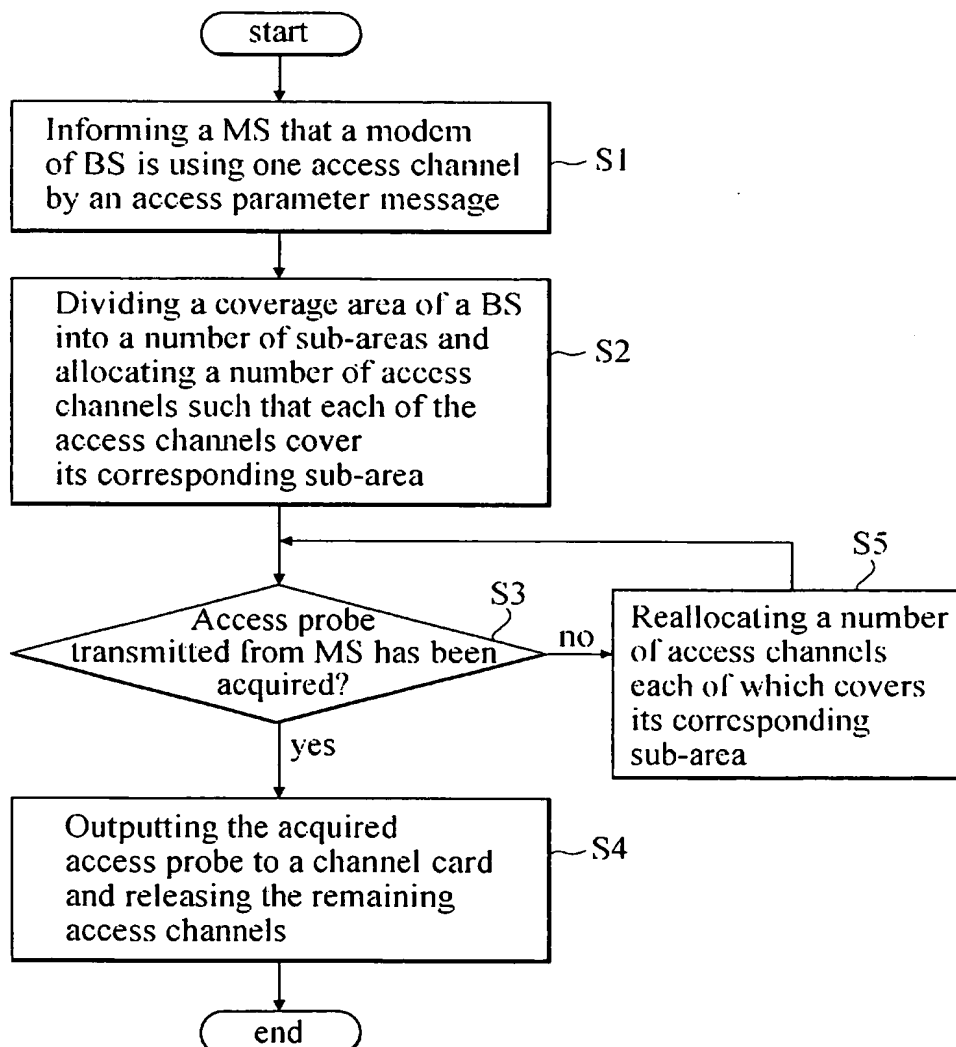 start
Informing a MS that a modem
of BS is using one access channel
by an access parameter message
S1
Dividing a coverage area of a BS
into a number of sub-areas and
allocating a number of access
channels such that each of the
access channels cover
its corresponding sub-area
S2
S3
Access probe
transmitted from MS has been
acquired?
no
yes
S5
Reallocating a number
of access channels
each of which covers
its corresponding
sub-area
Outputting the acquired
access probe to a channel card
and releasing the remaining
access channels
S4
end